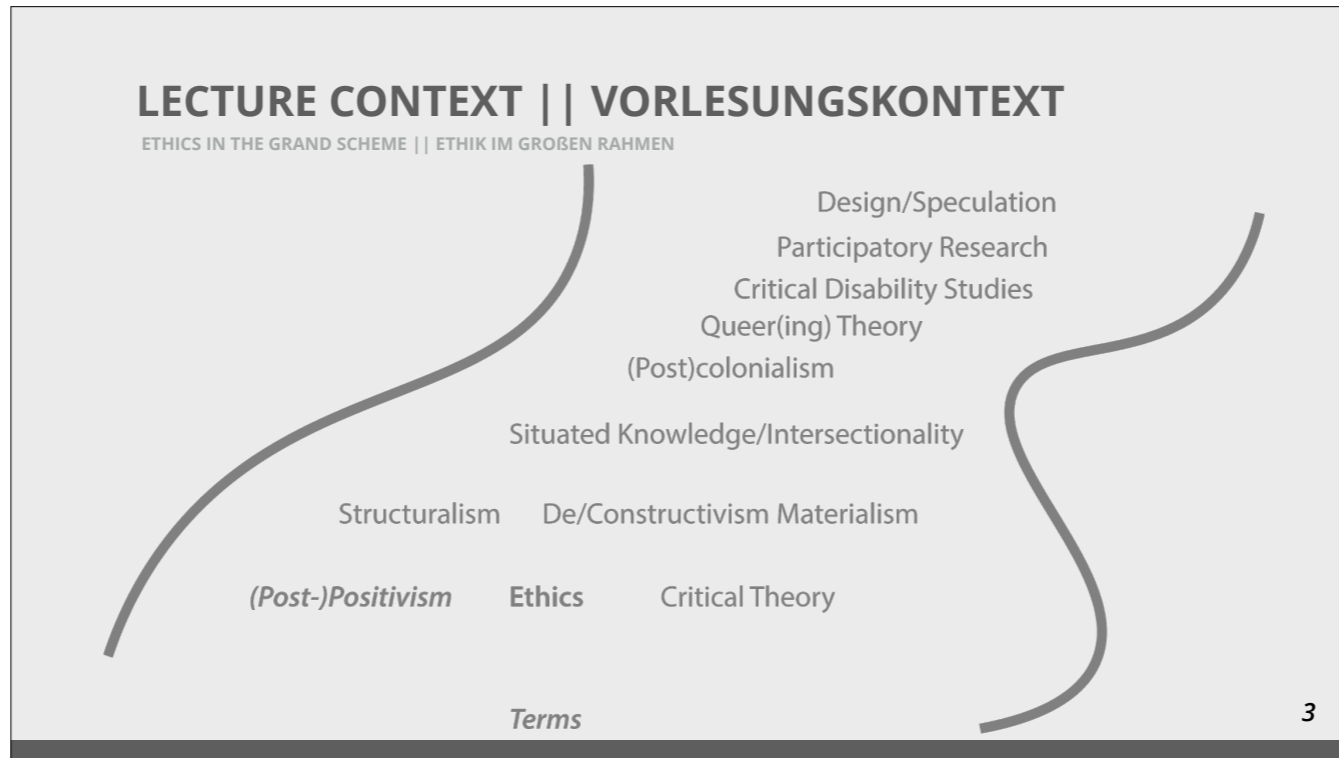 LECTURE CONTEXT || VORLESUNGSKONTEXT
ETHICS IN THE GRAND SCHEME || ETHIK IM GROßEN RAHMEN
Design/Speculation
Participatory Research
Critical Disability Studies
Queer(ing) Theory
(Post)colonialism
Situated Knowledge/Intersectionality
Structuralism De/Constructivism Materialism
(Post-)Positivism Ethics Critical Theory
Terms
3